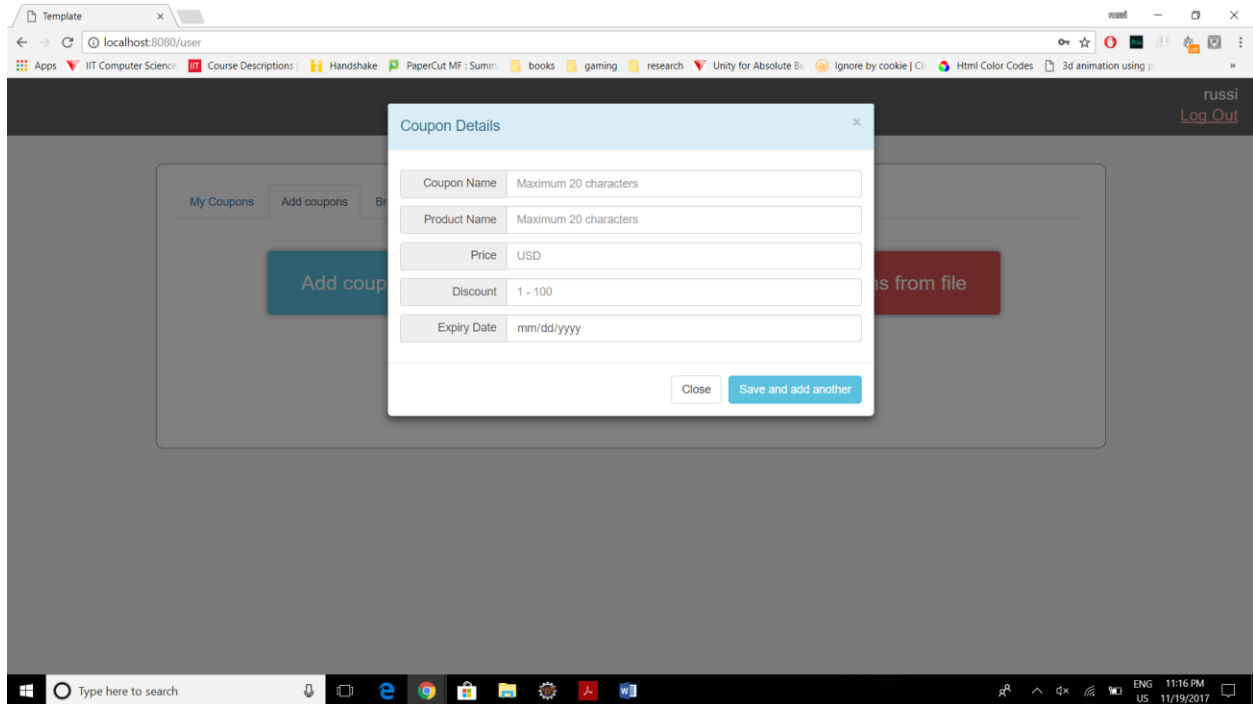 Template
russi
localhost:8080/user
Apps
IIT Computer Science
Course Descriptions |
Handshake
PaperCut MF : Summ
books
gaming
research
Unity for Absolute Be
Ignore by cookie | Cl
Html Color Codes
3d animation using p
russi
Log Out
Coupon Details
My Coupons
Add coupons
Br
Coupon Name Maximum 20 characters
Product Name Maximum 20 characters
Price USD
Discount 1 - 100
Expiry Date mm/dd/yyyy
Add coup
ns from file
Close
Save and add another
Type here to search
ENG 11:16 PM
US 11/19/2017